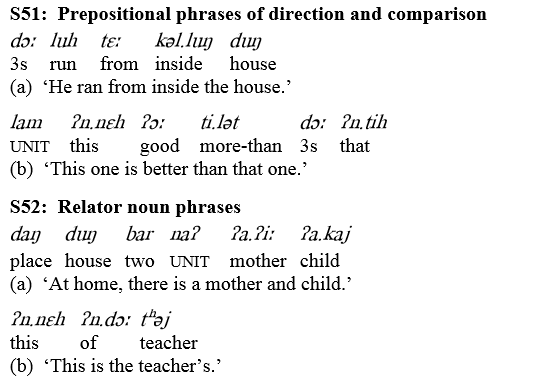 S51: Prepositional phrases of direction and comparison
dɔː luh tɛː kəl.luŋ duŋ
3s run from inside house
(a) ‘He ran from inside the house.’
lam ʔn.nɛh ʔɔː ti.lət dɔː ʔn.tih
UNIT this good more-than 3s that
(b) ‘This one is better than that one.’
S52: Relator noun phrases
daŋ duŋ bar naʔ ʔa.ʔiː ʔa.kaj
place house two UNIT mother child
(a) ‘At home, there is a mother and child.’
ʔn.nɛh ʔn.dɔː tʰəj
this of teacher
(b) ‘This is the teacher’s.’